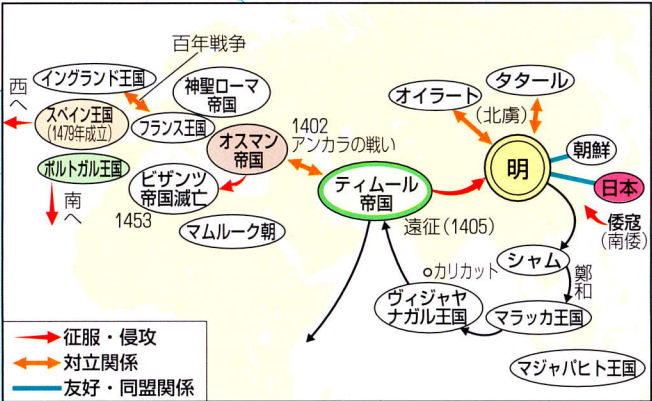 百年戦争
イングランド王国
神聖ローマ
帝国
西へ
スペイン王国
(1479年成立)
フランス王国
オスマン
帝国
1402
アンカラの戦い
ポルトガル王国
南へ
ビザンツ
帝国滅亡
1453
マムルーク朝
ティムール
帝国
遠征(1405)
オイラート
タタール
(北虜)
明
朝鮮
日本
倭寇
(南倭)
シャム
鄭和
カリカット
ヴィジャヤ
ナガル王国
マラッカ王国
マジャパヒト王国
征服・侵攻
対立関係
友好・同盟関係